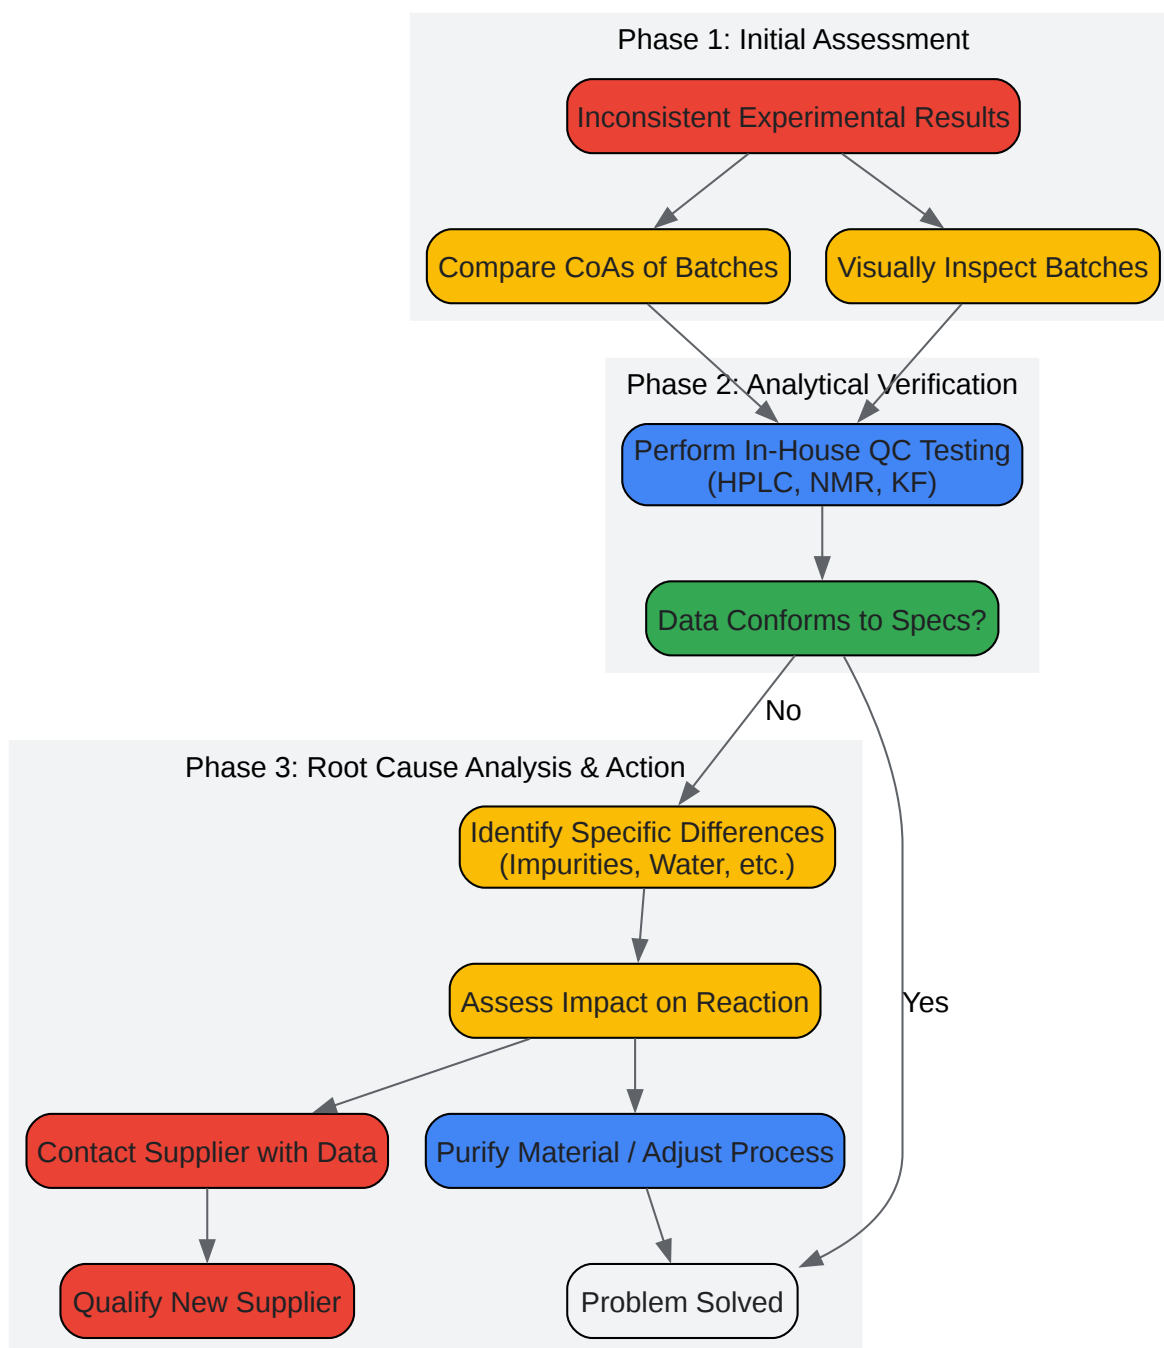 Phase 1: Initial Assessment
Inconsistent Experimental Results
Compare CoAs of Batches
Visually Inspect Batches
Phase 2: Analytical Verification
Perform In-House QC Testing
(HPLC, NMR, KF)
Data Conforms to Specs?
No
Phase 3: Root Cause Analysis & Action
Identify Specific Differences
(Impurities, Water, etc.)
Assess Impact on Reaction
Yes
Contact Supplier with Data
Purify Material / Adjust Process
Qualify New Supplier
Problem Solved